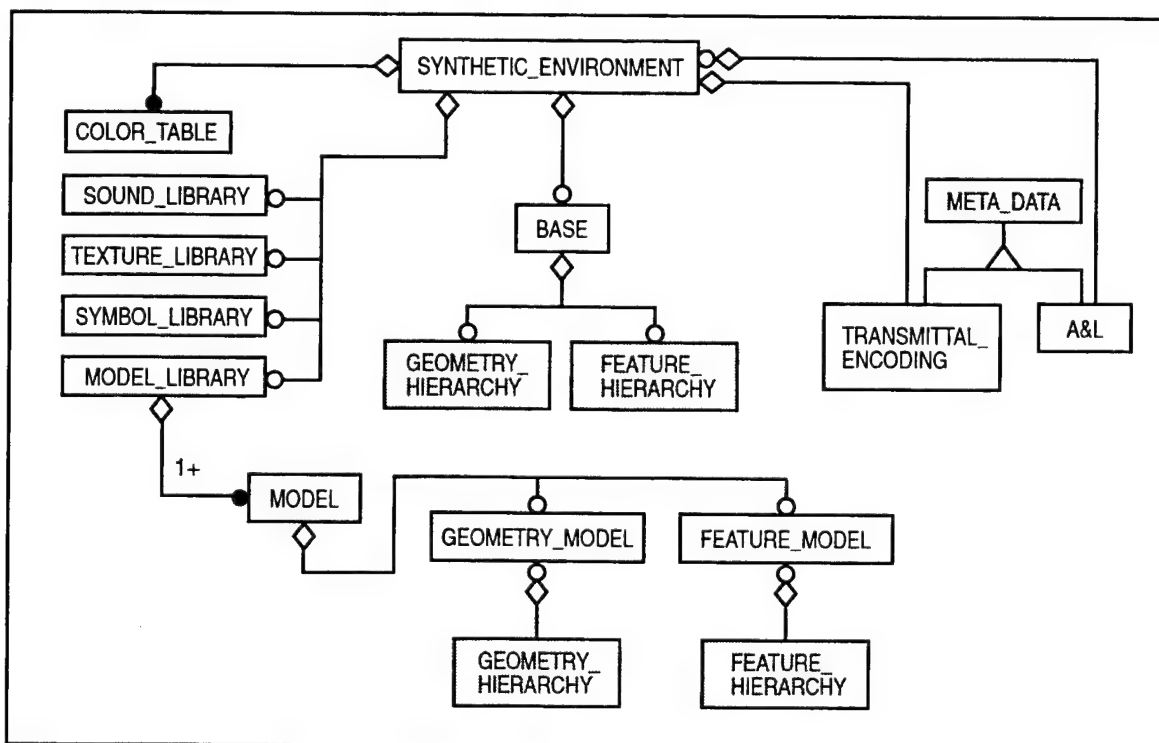 SYNTHETIC_ENVIRONMENT
COLOR_TABLE
SOUND_LIBRARY
META_DATA
BASE
TEXTURE_LIBRARY
SYMBOL_LIBRARY
A&L
TRANSMITTAL_
ENCODING
MODEL_LIBRARY
GEOMETRY_
HIERARCHY
FEATURE_
HIERARCHY
1+
MODEL
GEOMETRY_MODEL
FEATURE_MODEL
GEOMETRY_
HIERARCHY
FEATURE_
HIERARCHY